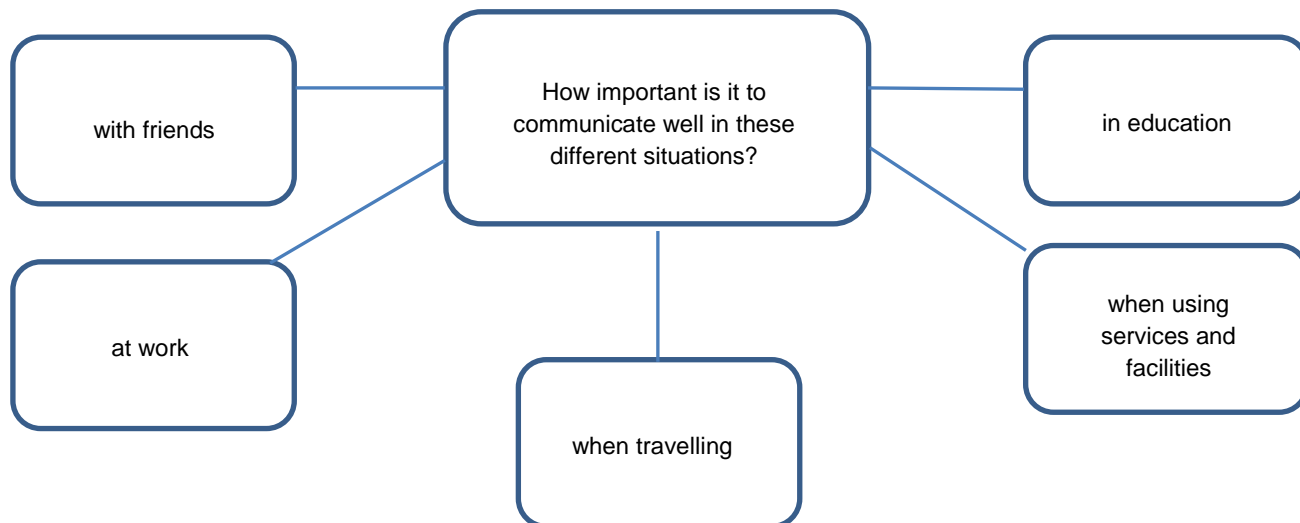 with friends
How important is it to
communicate well in these
different situations?
in education
at work
when travelling
when using
services and
facilities